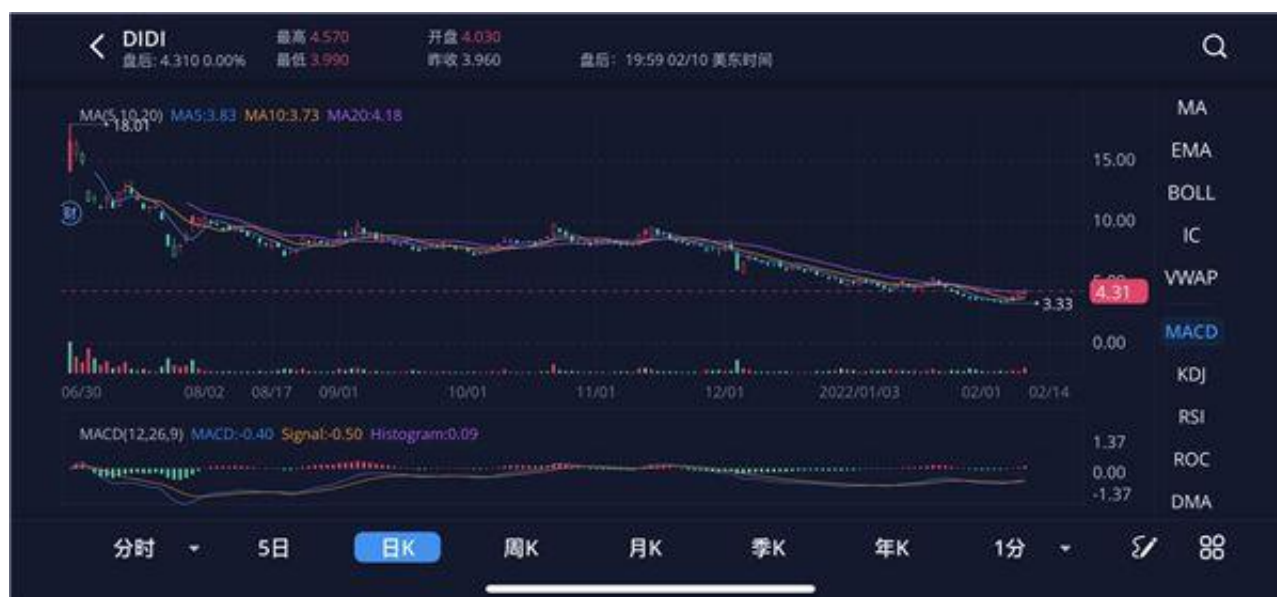 DIDI 最高 4.570 开盘 4.030
盘后: 4.310 0.00% 最低 3.990 昨收 3.960 盘后: 19:59 02/10 美东时间
MA(5,10,20) MA5:3.83 MA10:3.73 MA20:4.18
18.01
财
15.00
10.00
5.00
4.31
3.33
0.00
06/30 08/02 08/17 09/01 10/01 11/01 12/01 2022/01/03 02/01 02/14
MACD(12,26,9) MACD:-0.40 Signal:-0.50 Histogram:0.09
1.37
0.00
-1.37
MA
EMA
BOLL
IC
VWAP
MACD
KDJ
RSI
ROC
DMA
分时 5日 日K 周K 月K 季K 年K 1分